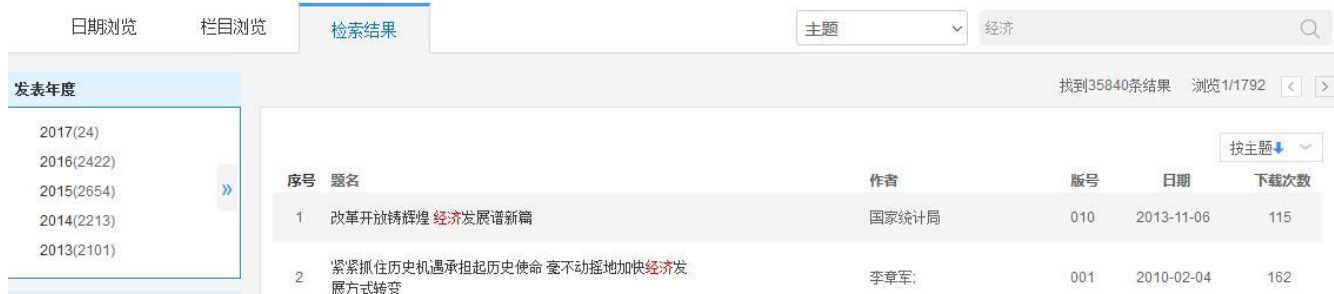 日期浏览 栏目浏览 检索结果 主题 经济
发表年度 找到35840条结果 浏览1/1792 < >
2017(24)
2016(2422) 按主题
2015(2654) » 序号 题名 作者 版号 日期 下载次数
2014(2213) 1 改革开放铸辉煌 经济发展谱新篇 国家统计局 010 2013-11-06 115
2013(2101)
2 紧紧抓住历史机遇承担起历史使命 毫不动摇地加快经济发 李章军; 001 2010-02-04 162
展方式转变